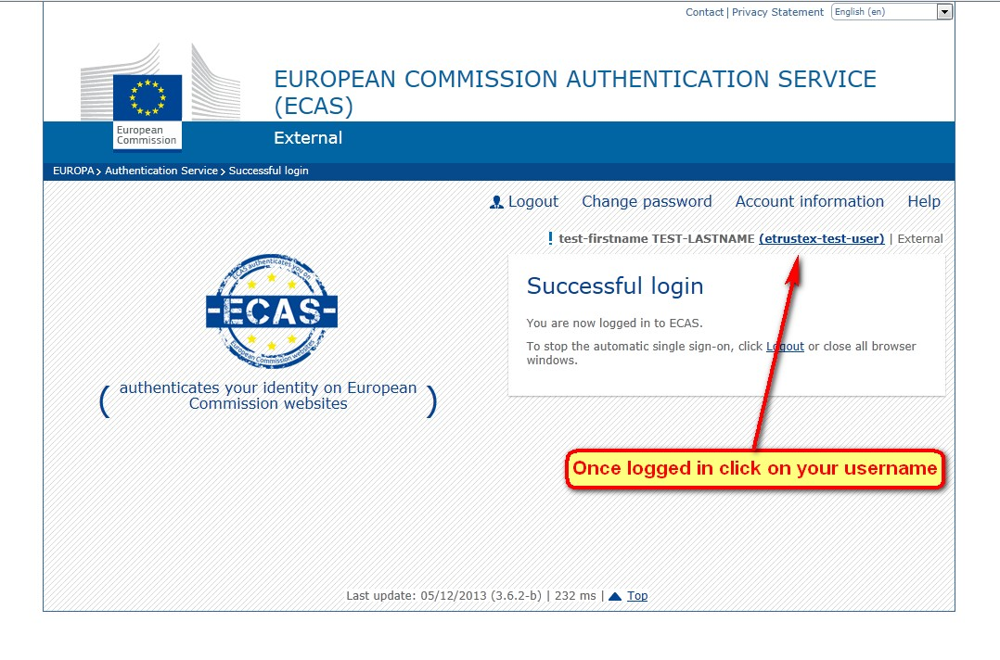 Contact | Privacy Statement English (en)
EUROPEAN COMMISSION AUTHENTICATION SERVICE
(ECAS)
European
Commission
External
EUROPA > Authentication Service > Successful login
Logout Change password Account information Help
! test-firstname TEST-LASTNAME (etrustex-test-user) | External
ECAS authenticates you on
-ECAS-
European Commission websites
( authenticates your identity on European
Commission websites )
Successful login
You are now logged in to ECAS.
To stop the automatic single sign-on, click Logout or close all browser
windows.
Once logged in click on your username
Last update: 05/12/2013 (3.6.2-b) | 232 ms | Top